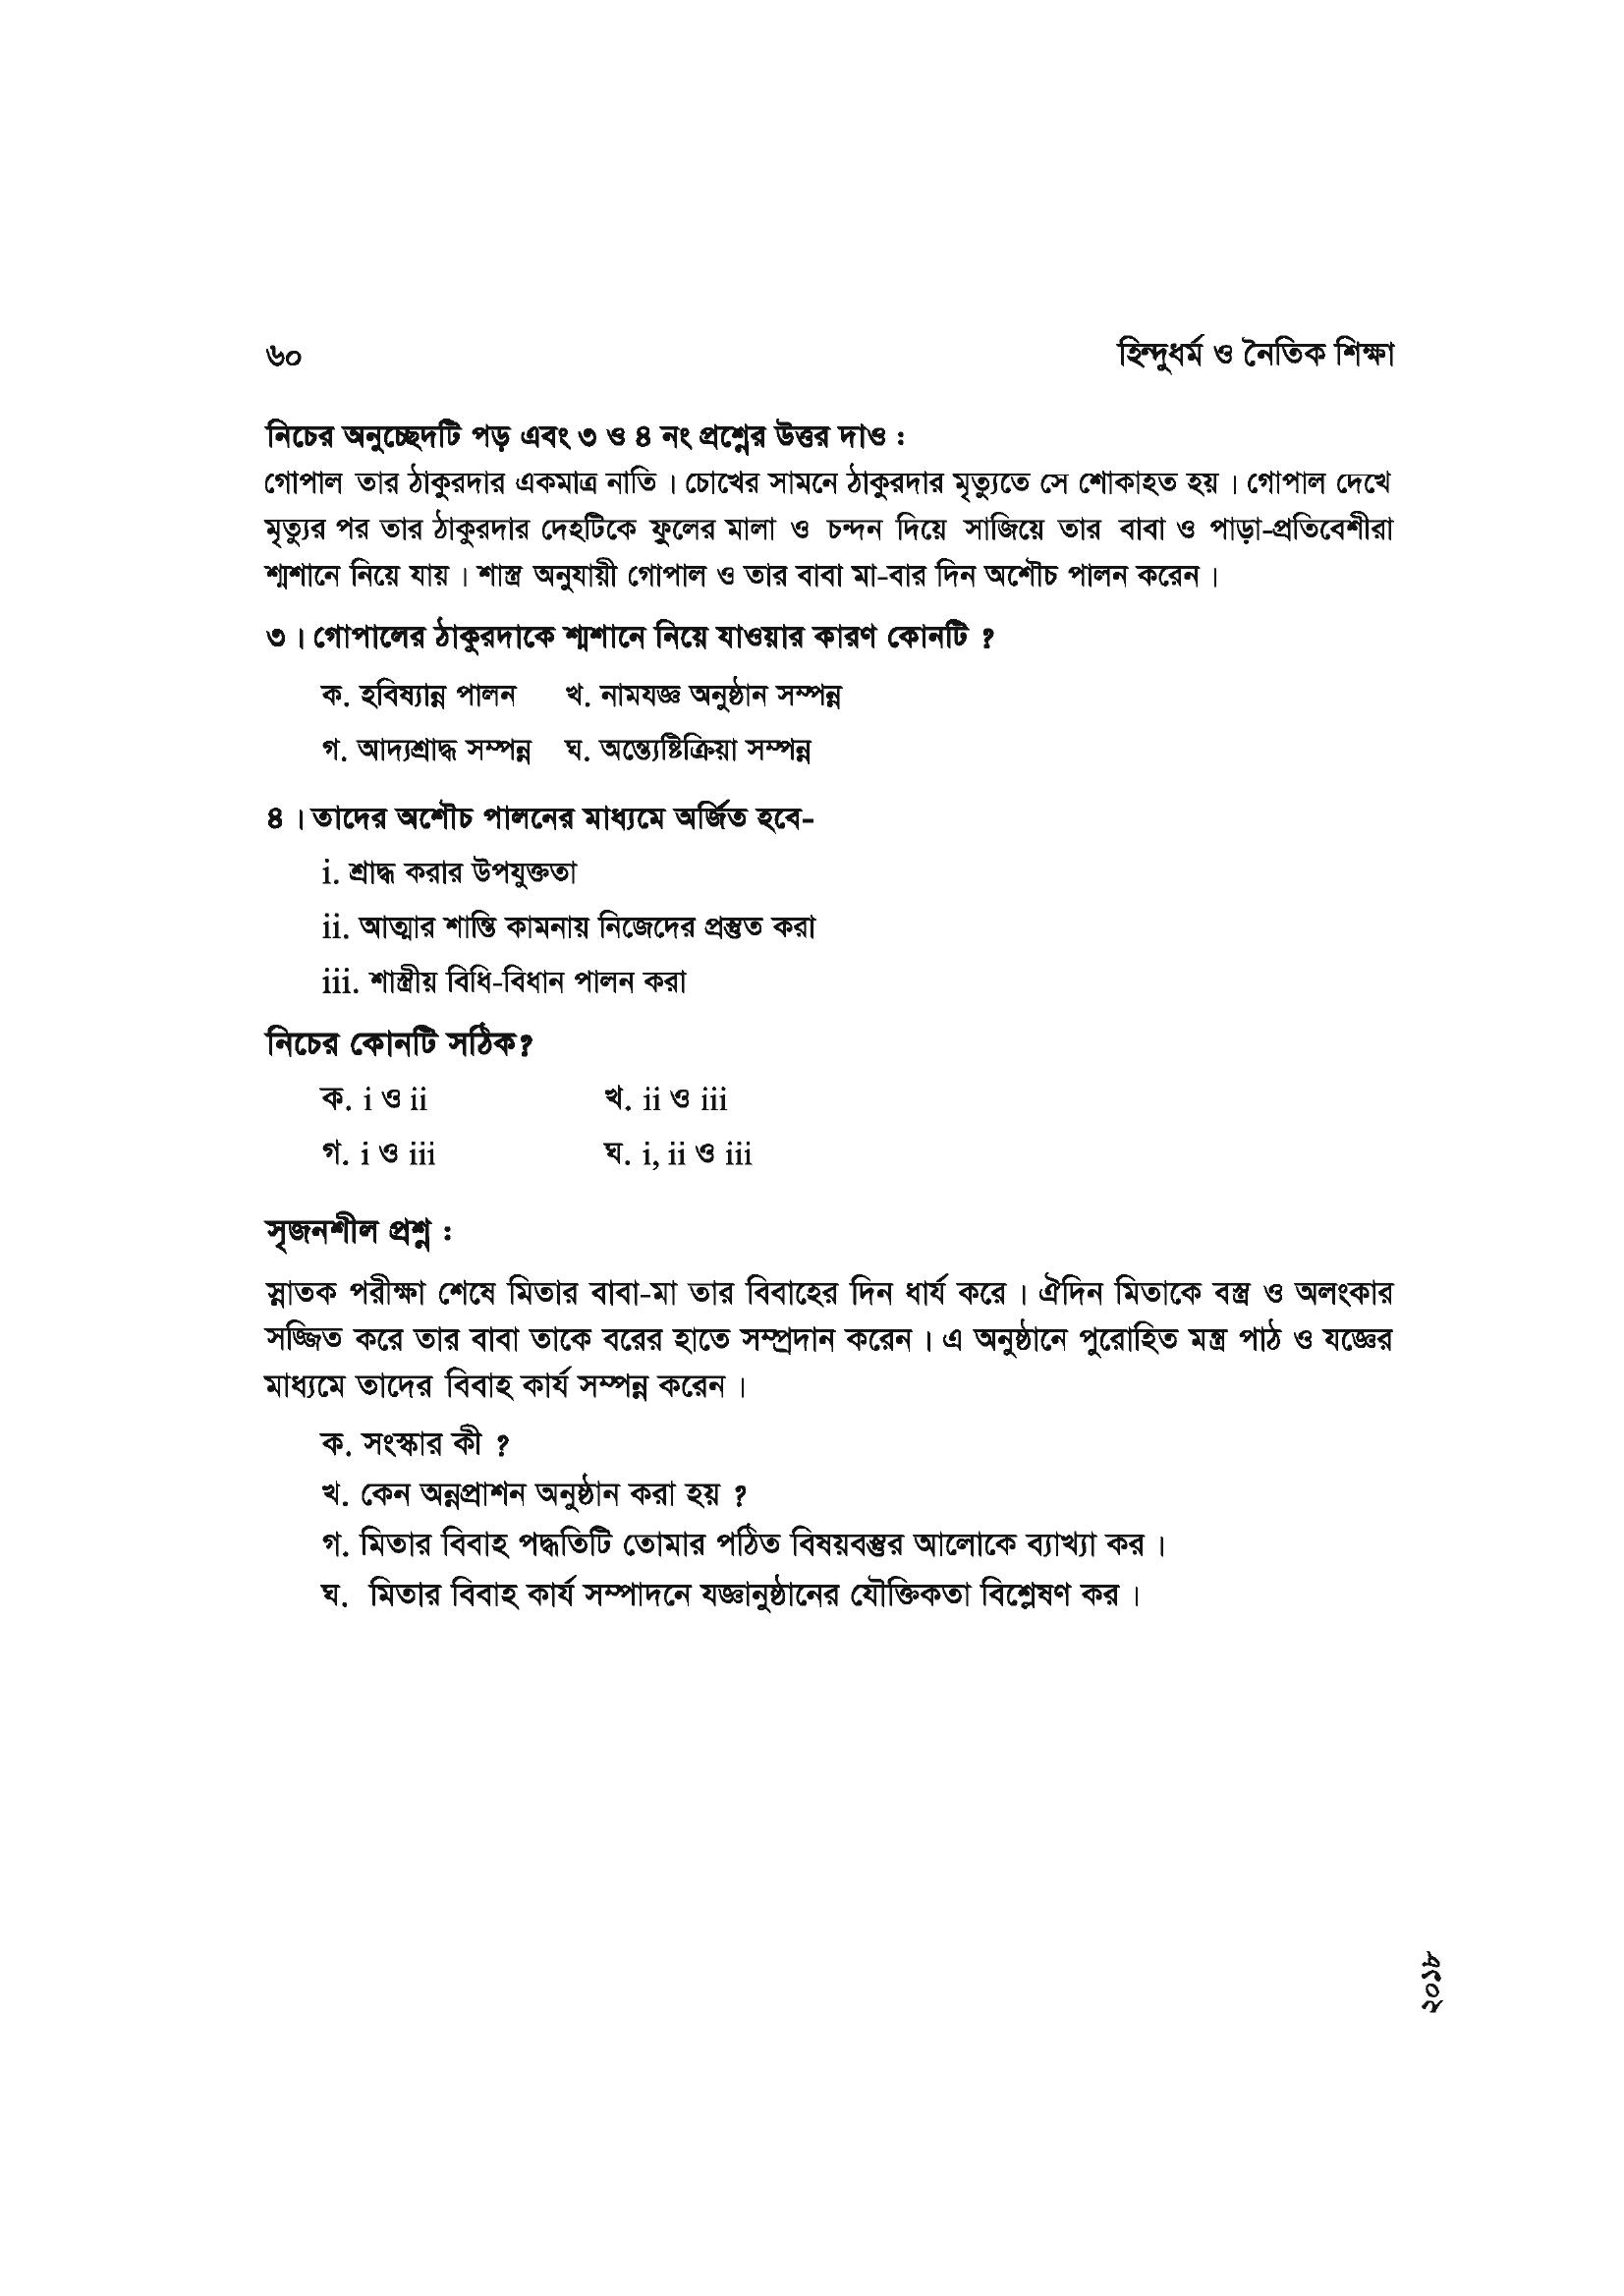 ৬০ হিন্দুধর্ম ও নৈতিক শিক্ষা
নিচের অনুচ্ছেদটি পড় এবং ৩ ও ৪ নং প্রশ্নের উত্তর দাও :
গোপাল তার ঠাকুরদার একমাত্র নাতি । চোখের সামনে ঠাকুরদার মৃত্যুতে সে শোকাহত হয় । গোপাল দেখে
মৃত্যুর পর তার ঠাকুরদার দেহটিকে ফুলের মালা ও চন্দন দিয়ে সাজিয়ে তার বাবা ও পাড়া-প্রতিবেশীরা
শ্মশানে নিয়ে যায় । শাস্ত্র অনুযায়ী গোপাল ও তার বাবা মা-বার দিন অশৌচ পালন করেন ।
৩ । গোপালের ঠাকুরদাকে শ্মশানে নিয়ে যাওয়ার কারণ কোনটি ?
ক. হবিষ্যান্ন পালন খ. নামযজ্ঞ অনুষ্ঠান সম্পন্ন
গ. আদ্যশ্রাদ্ধ সম্পন্ন ঘ. অন্ত্যেষ্টিক্রিয়া সম্পন্ন
৪ । তাদের অশৌচ পালনের মাধ্যমে অর্জিত হবে-
i. শ্রাদ্ধ করার উপযুক্ততা
ii. আত্মার শান্তি কামনায় নিজেদের প্রস্তুত করা
iii. শাস্ত্রীয় বিধি-বিধান পালন করা
নিচের কোনটি সঠিক?
ক. i ও ii খ. ii ও iii
গ. i ও iii ঘ. i, ii ও iii
সৃজনশীল প্রশ্ন :
স্নাতক পরীক্ষা শেষে মিতার বাবা-মা তার বিবাহের দিন ধার্য করে । ঐদিন মিতাকে বস্ত্র ও অলংকার
সজ্জিত করে তার বাবা তাকে বরের হাতে সম্প্রদান করেন । এ অনুষ্ঠানে পুরোহিত মন্ত্র পাঠ ও যজ্ঞের
মাধ্যমে তাদের বিবাহ কার্য সম্পন্ন করেন ।
ক. সংস্কার কী ?
খ. কেন অন্নপ্রাশন অনুষ্ঠান করা হয় ?
গ. মিতার বিবাহ পদ্ধতিটি তোমার পঠিত বিষয়বস্তুর আলোকে ব্যাখ্যা কর ।
ঘ. মিতার বিবাহ কার্য সম্পাদনে যজ্ঞানুষ্ঠানের যৌক্তিকতা বিশ্লেষণ কর ।
২০১৮